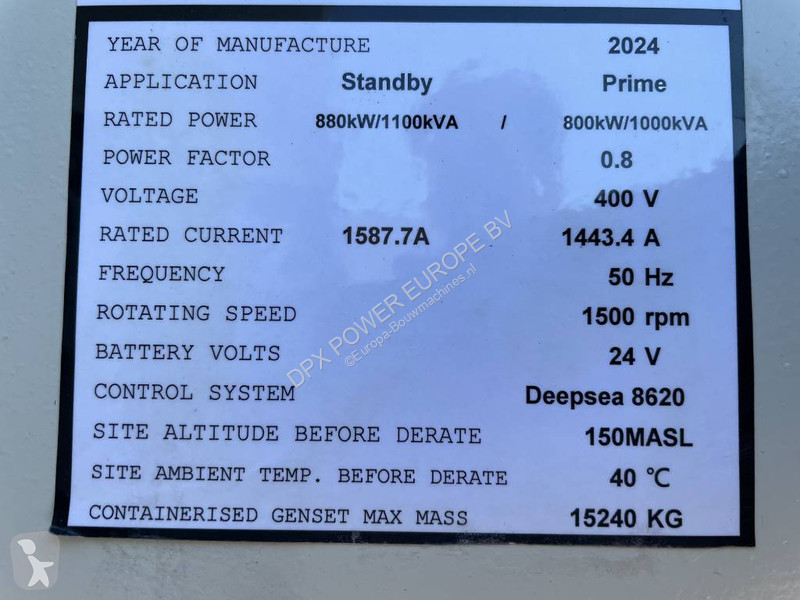 YEAR OF MANUFACTURE 2024
APPLICATION Standby Prime
RATED POWER 880kW/1100kVA / 800kW/1000kVA
POWER FACTOR 0.8
VOLTAGE 400 V
RATED CURRENT 1587.7A 1443.4 A
FREQUENCY 50 Hz
ROTATING SPEED 1500 rpm
BATTERY VOLTS 24 V
CONTROL SYSTEM Deepsea 8620
SITE ALTITUDE BEFORE DERATE 150MASL
SITE AMBIENT TEMP. BEFORE DERATE 40 ℃
CONTAINERISED GENSET MAX MASS 15240 KG
DPX POWER EUROPE BV
©Europa-Bouwmachines.nl